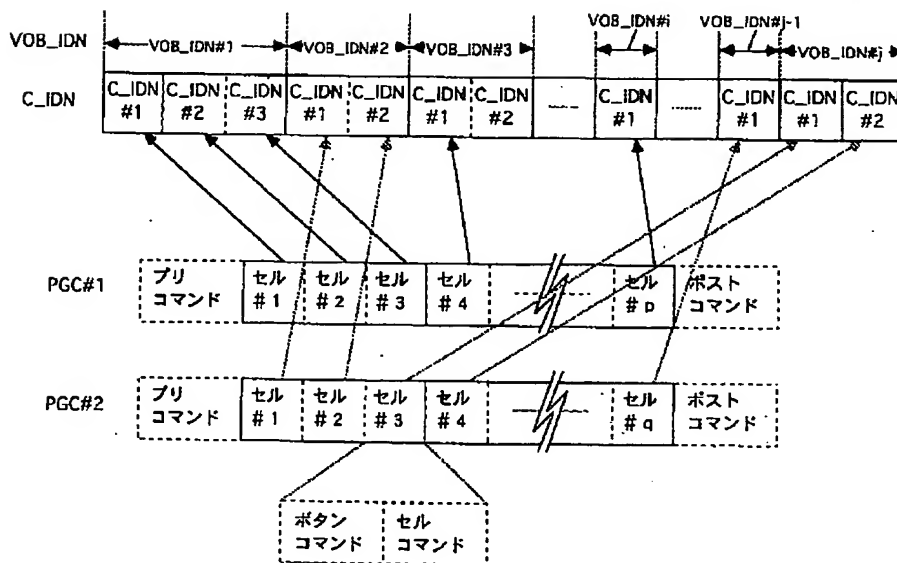 VOB_IDN VOB_IDN#1 VOB_IDN#2 VOB_IDN#3 VOB_IDN#i VOB_IDN#j-1 VOB_IDN#j
C_IDN C_IDN C_IDN C_IDN C_IDN C_IDN C_IDN C_IDN C_IDN C_IDN C_IDN C_IDN
#1 #2 #3 #1 #2 #1 #2 #1 #1 #1 #2
PGC#1 プリ セル セル セル セル セル ポスト
コマンド #1 #2 #3 #4 #p コマンド
PGC#2 プリ セル セル セル セル セル ポスト
コマンド #1 #2 #3 #4 #q コマンド
ボタン セル
コマンド コマンド